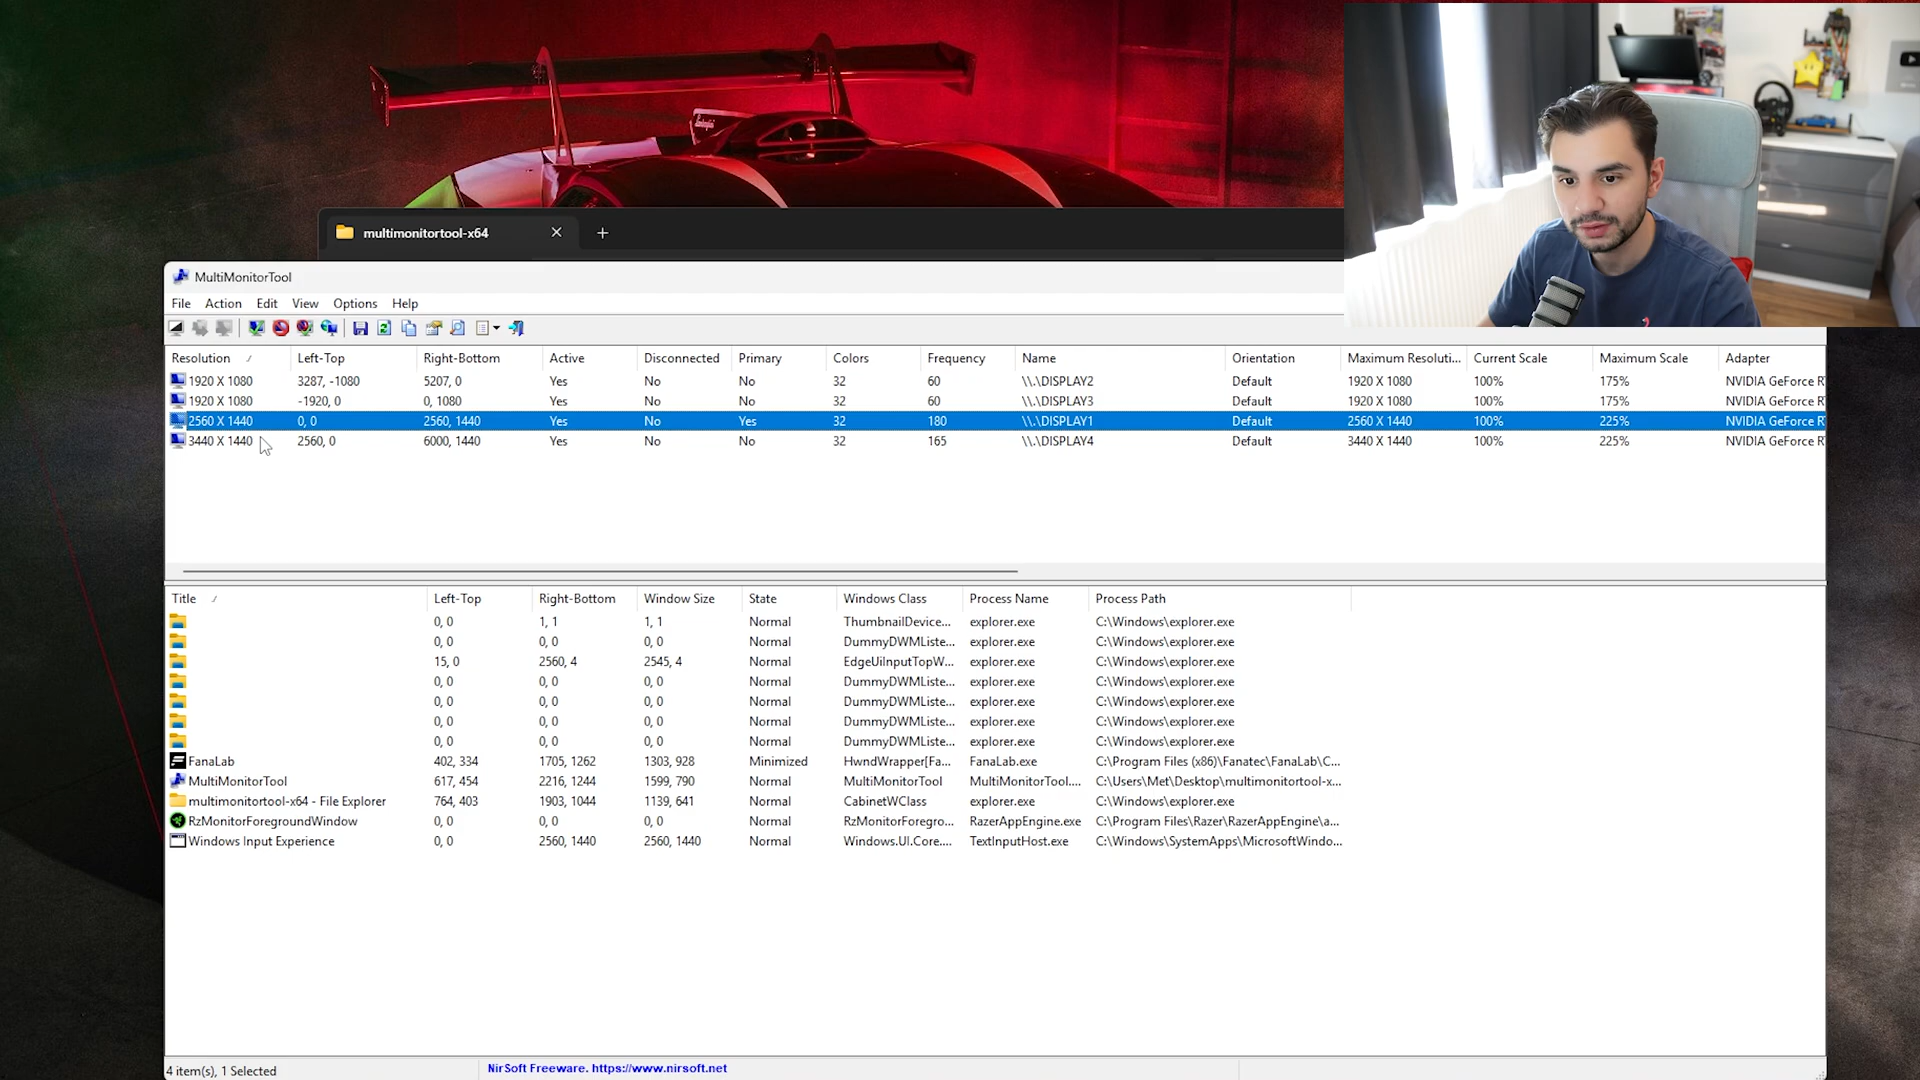 multimonitortool-x64
MultiMonitorTool
File Action Edit View Options Help
Resolution Left-Top Right-Bottom Active Disconnected Primary Colors Frequency Name Orientation Maximum Resoluti... Current Scale Maximum Scale Adapter
1920 X 1080 3287, -1080 5207, 0 Yes No No 32 60 \\.\DISPLAY2 Default 1920 X 1080 100% 175% NVIDIA GeForce R
1920 X 1080 -1920, 0 0, 1080 Yes No No 32 60 \\.\DISPLAY3 Default 1920 X 1080 100% 175% NVIDIA GeForce R
2560 X 1440 0, 0 2560, 1440 Yes No Yes 32 180 \\.\DISPLAY1 Default 2560 X 1440 100% 225% NVIDIA GeForce R
3440 X 1440 2560, 0 6000, 1440 Yes No No 32 165 \\.\DISPLAY4 Default 3440 X 1440 100% 225% NVIDIA GeForce R
Title Left-Top Right-Bottom Window Size State Windows Class Process Name Process Path
0, 0 1, 1 1, 1 Normal ThumbnailDevice... explorer.exe C:\Windows\explorer.exe
0, 0 0, 0 0, 0 Normal DummyDWMListe... explorer.exe C:\Windows\explorer.exe
15, 0 2560, 4 2545, 4 Normal EdgeUiInputTopW... explorer.exe C:\Windows\explorer.exe
0, 0 0, 0 0, 0 Normal DummyDWMListe... explorer.exe C:\Windows\explorer.exe
0, 0 0, 0 0, 0 Normal DummyDWMListe... explorer.exe C:\Windows\explorer.exe
0, 0 0, 0 0, 0 Normal DummyDWMListe... explorer.exe C:\Windows\explorer.exe
0, 0 0, 0 0, 0 Normal DummyDWMListe... explorer.exe C:\Windows\explorer.exe
FanaLab 402, 334 1705, 1262 1303, 928 Minimized HwndWrapper[Fa... FanaLab.exe C:\Program Files (x86)\Fanatec\FanaLab\C...
MultiMonitorTool 617, 454 2216, 1244 1599, 790 Normal MultiMonitorTool MultiMonitorTool.... C:\Users\Met\Desktop\multimonitortool-x...
multimonitortool-x64 - File Explorer 764, 403 1903, 1044 1139, 641 Normal CabinetWClass explorer.exe C:\Windows\explorer.exe
RzMonitorForegroundWindow 0, 0 0, 0 0, 0 Normal RzMonitorForegro... RazerAppEngine.exe C:\Program Files\Razer\RazerAppEngine\a...
Windows Input Experience 0, 0 2560, 1440 2560, 1440 Normal Windows.UI.Core.... TextInputHost.exe C:\Windows\SystemApps\MicrosoftWindo...
4 item(s), 1 Selected NirSoft Freeware. https://www.nirsoft.net